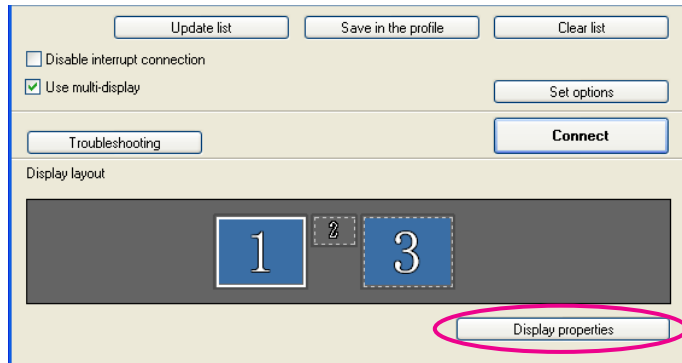 Update list Save in the profile Clear list
Disable interrupt connection
Use multi-display
Set options
Troubleshooting Connect
Display layout
1 2 3
Display properties